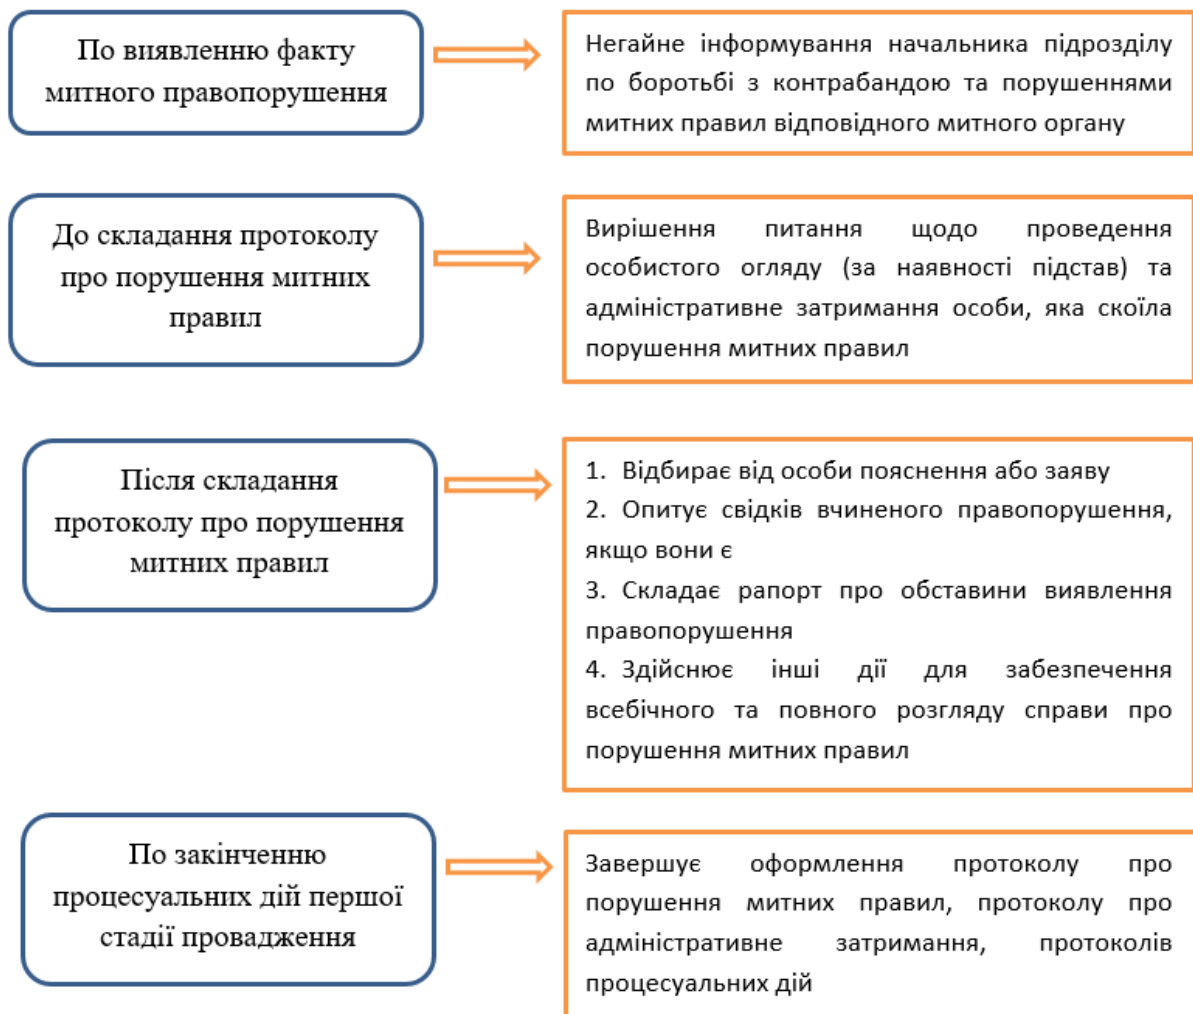 По виявленню факту
митного правопорушення
Негайне інформування начальника підрозділу
по боротьбі з контрабандою та порушеннями
митних правил відповідного митного органу
До складання протоколу
про порушення митних
правил
Вирішення питання щодо проведення
особистого огляду (за наявності підстав) та
адміністративне затримання особи, яка скоїла
порушення митних правил
Після складання
протоколу про порушення
митних правил
1. Відбирає від особи пояснення або заяву
2. Опитує свідків вчиненого правопорушення,
якщо вони є
3. Складає рапорт про обставини виявлення
правопорушення
4. Здійснює інші дії для забезпечення
всебічного та повного розгляду справи про
порушення митних правил
По закінченню
процесуальних дій першої
стадії провадження
Завершує оформлення протоколу про
порушення митних правил, протоколу про
адміністративне затримання, протоколів
процесуальних дій